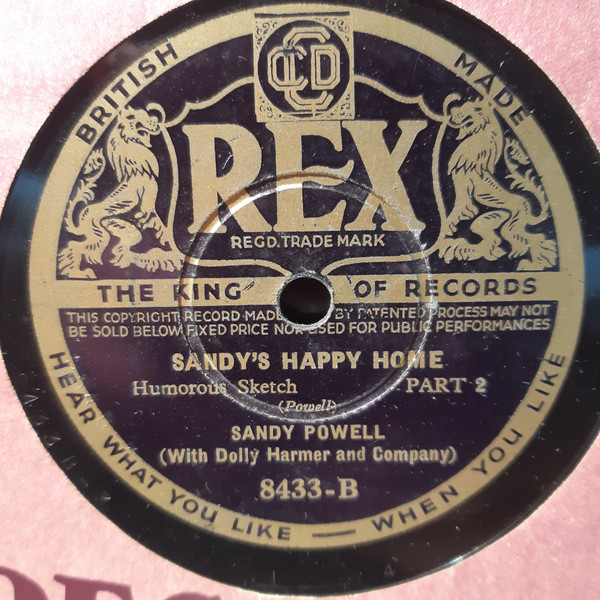 BRITISH MADE
CCCD
REX
REGD. TRADE MARK
THE KING OF RECORDS
THIS COPYRIGHT RECORD MADE BY PATENTED PROCESS MAY NOT
BE SOLD BELOW FIXED PRICE NOR USED FOR PUBLIC PERFORMANCES
SANDY'S HAPPY HOME
Humorous Sketch PART 2
(Powell)
SANDY POWELL
(With Dolly Harmer and Company)
8433-B
HEAR WHAT YOU LIKE — WHEN YOU LIKE
4